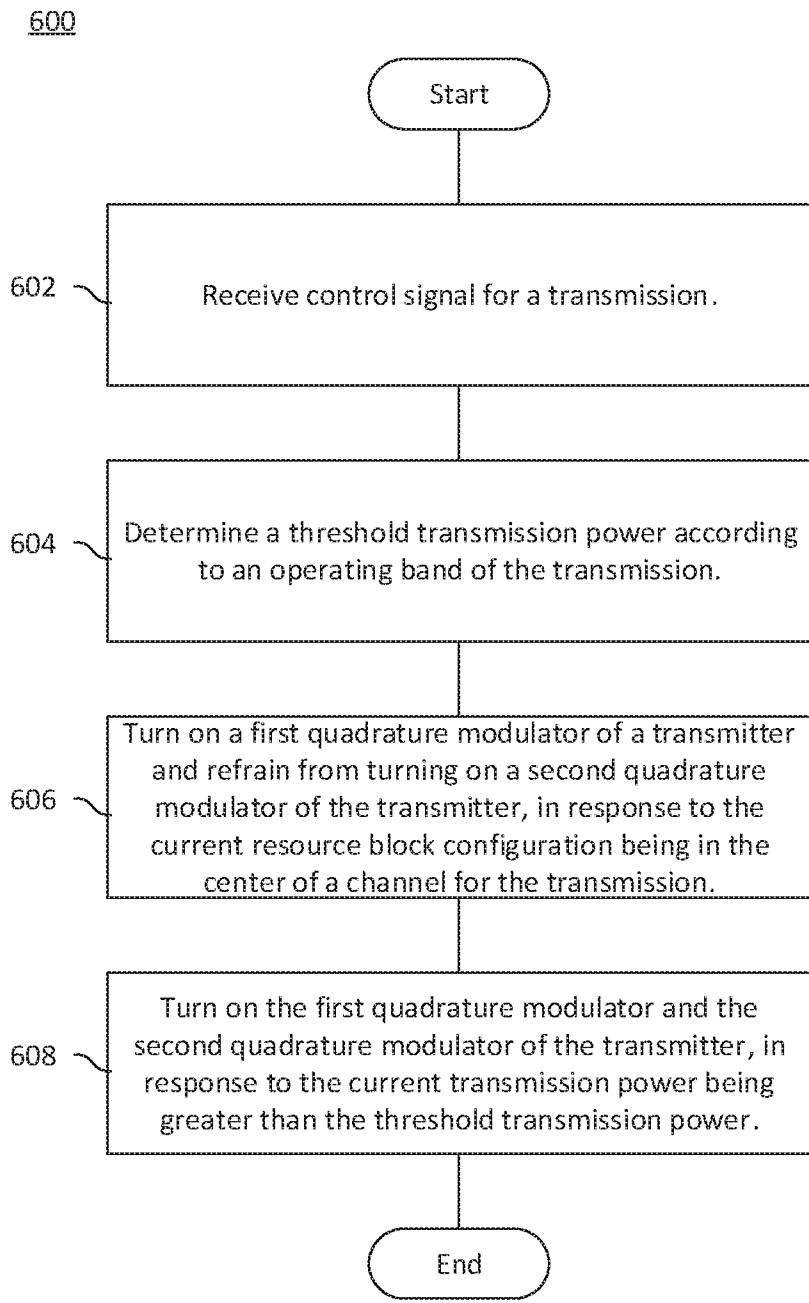 600
Start
602
Receive control signal for a transmission.
604
Determine a threshold transmission power according
to an operating band of the transmission.
606
Turn on a first quadrature modulator of a transmitter
and refrain from turning on a second quadrature
modulator of the transmitter, in response to the
current resource block configuration being in the
center of a channel for the transmission.
608
Turn on the first quadrature modulator and the
second quadrature modulator of the transmitter, in
response to the current transmission power being
greater than the threshold transmission power.
End